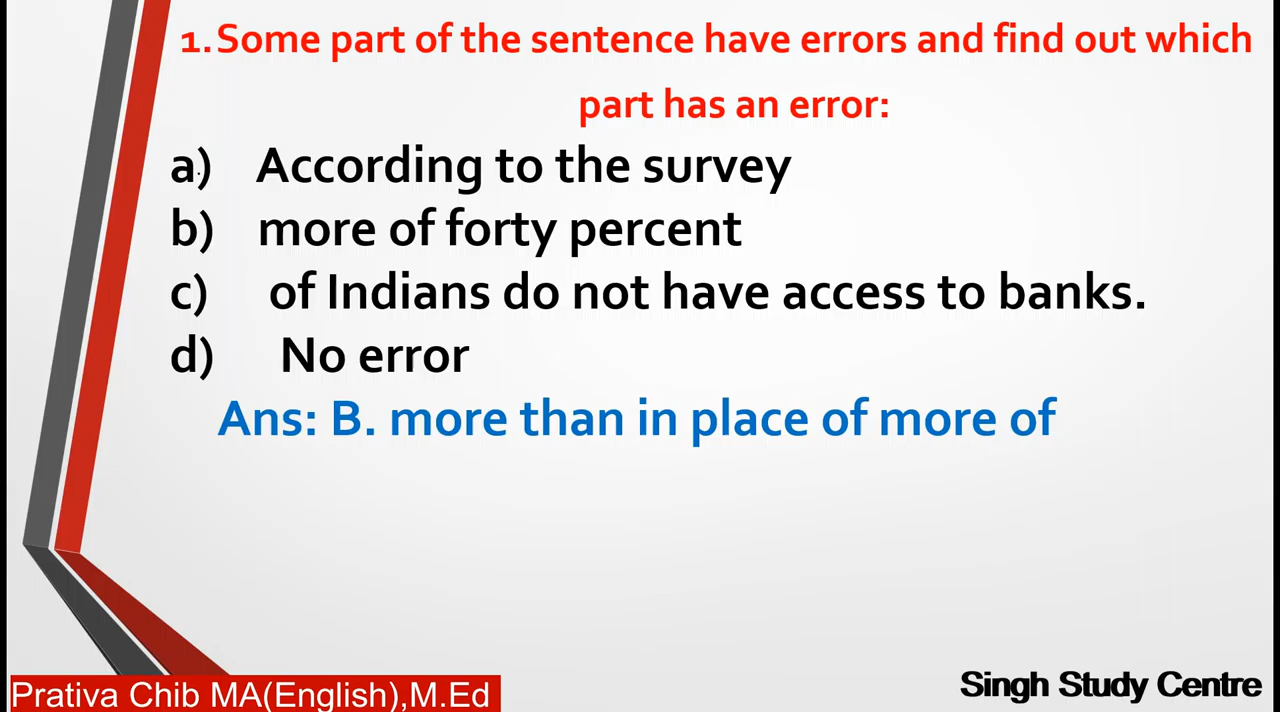 1. Some part of the sentence have errors and find out which
part has an error:
a) According to the survey
b) more of forty percent
c) of Indians do not have access to banks.
d) No error
Ans: B. more than in place of more of
Prativa Chib MA(English),M.Ed
Singh Study Centre